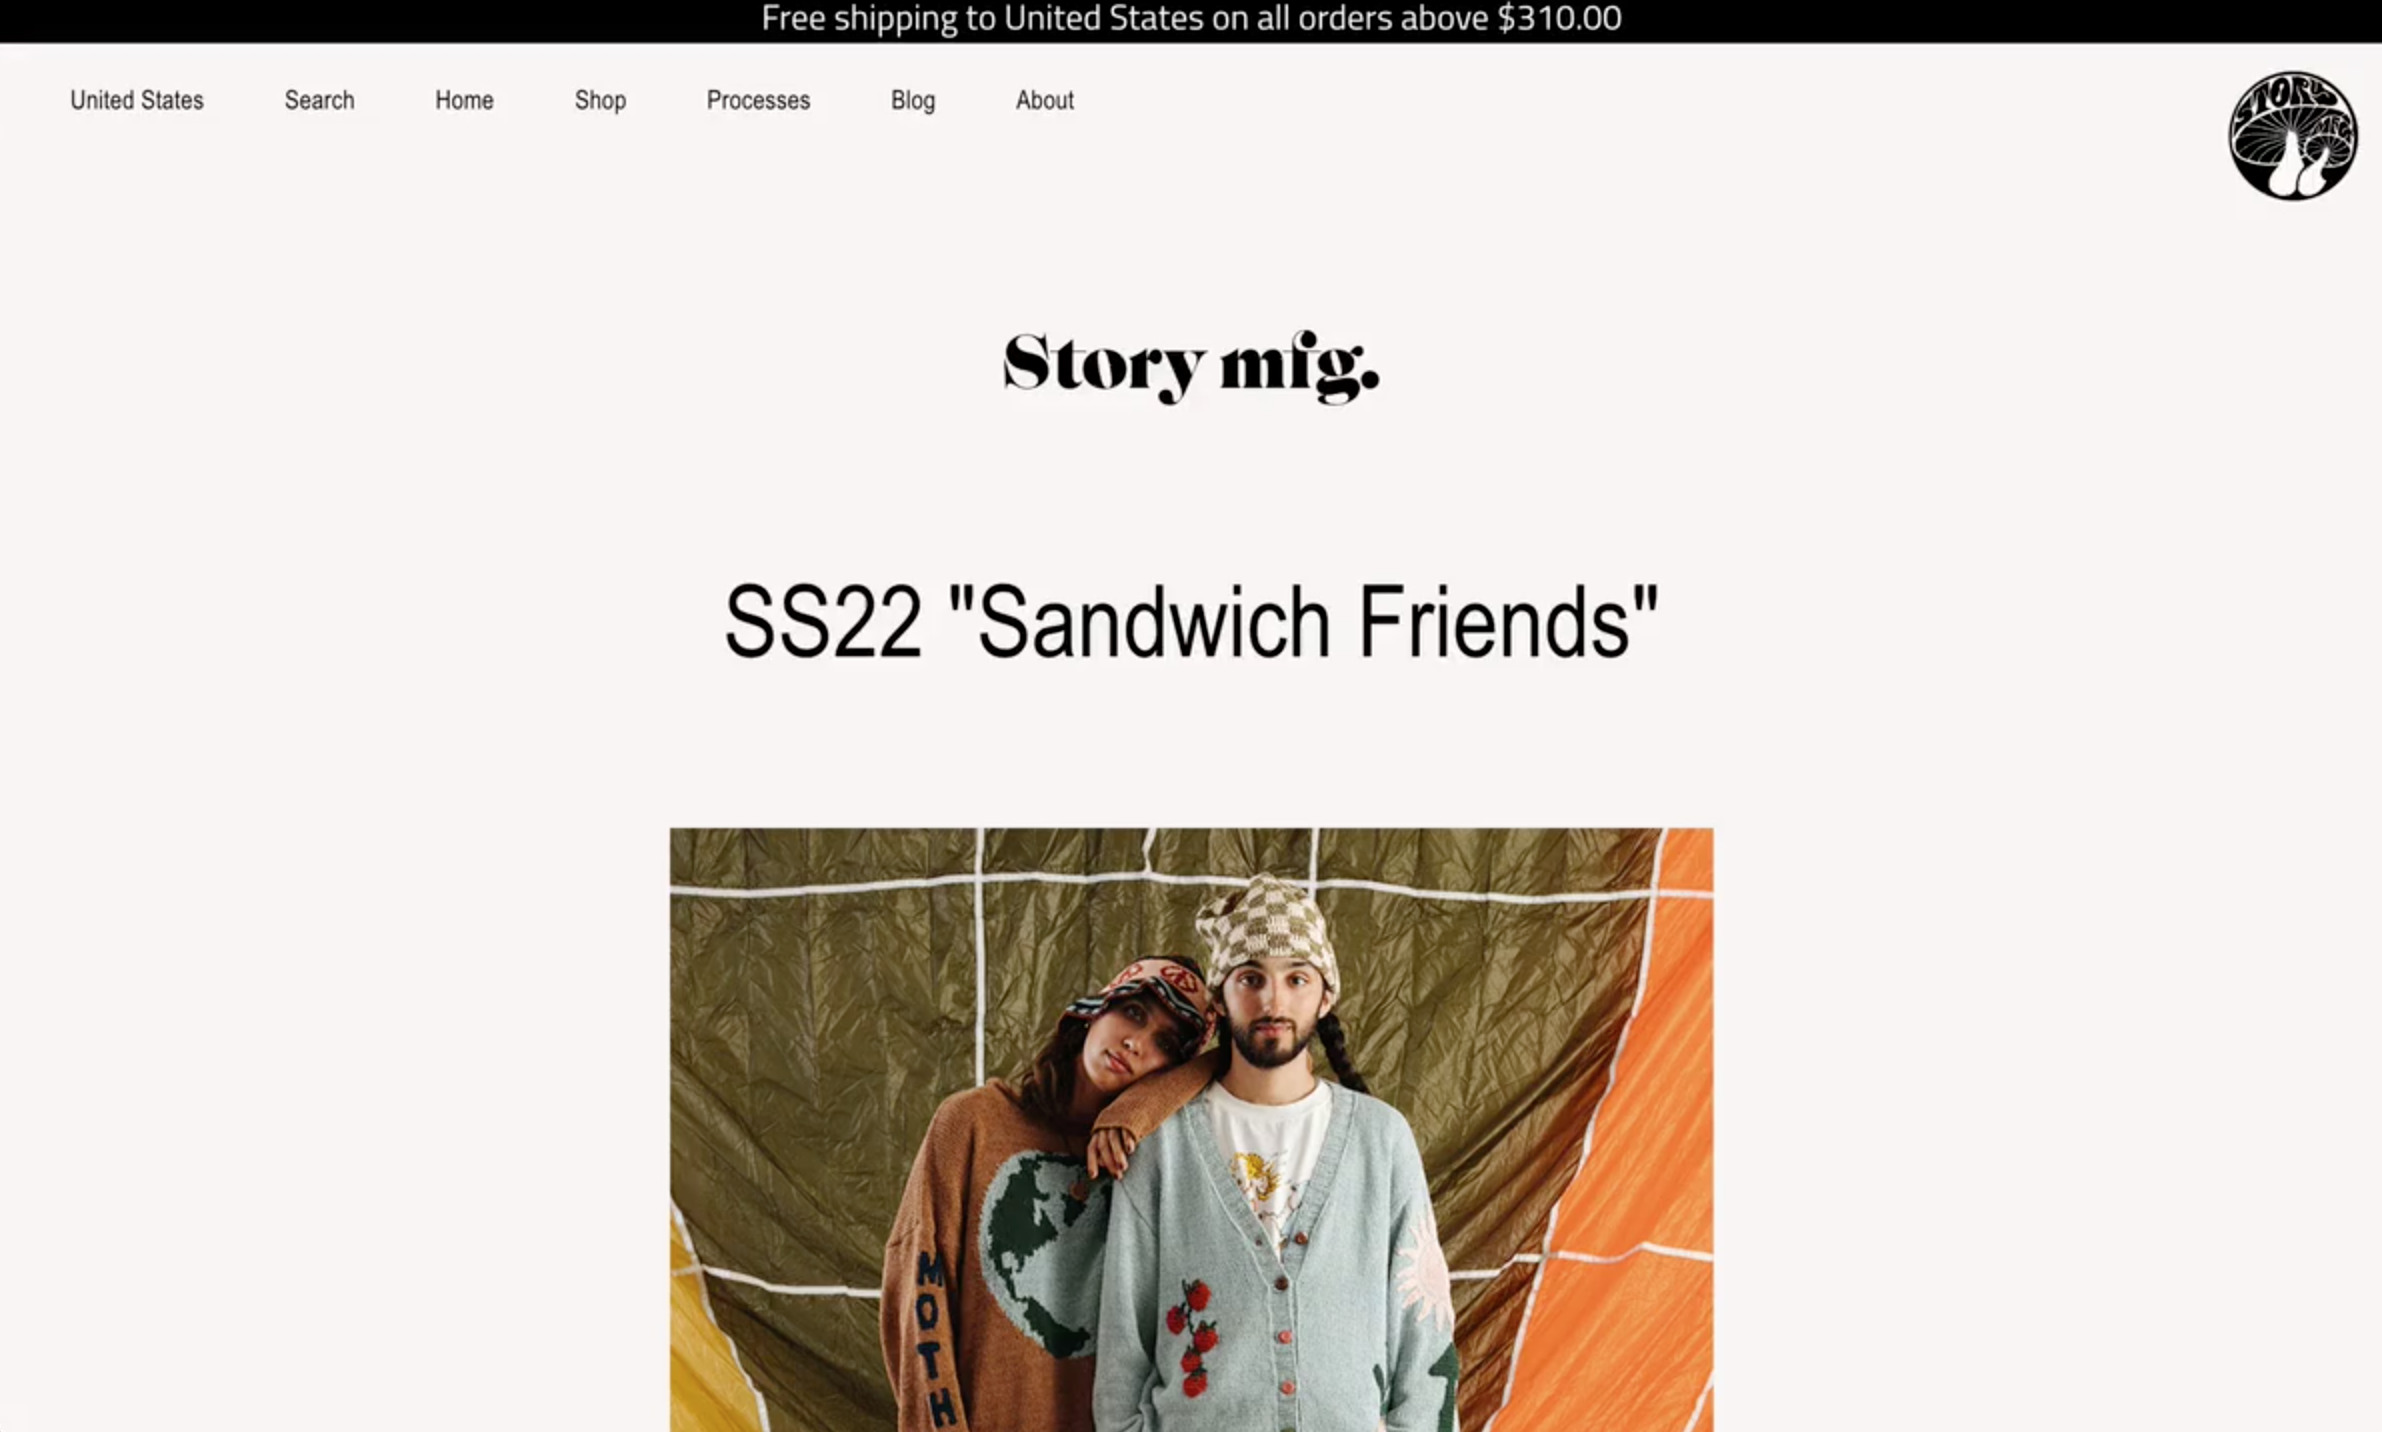 Free shipping to United States on all orders above $310.00
United States Search Home Shop Processes Blog About
STORY
MFG.
Story mfg.
SS22 "Sandwich Friends"
MOTH